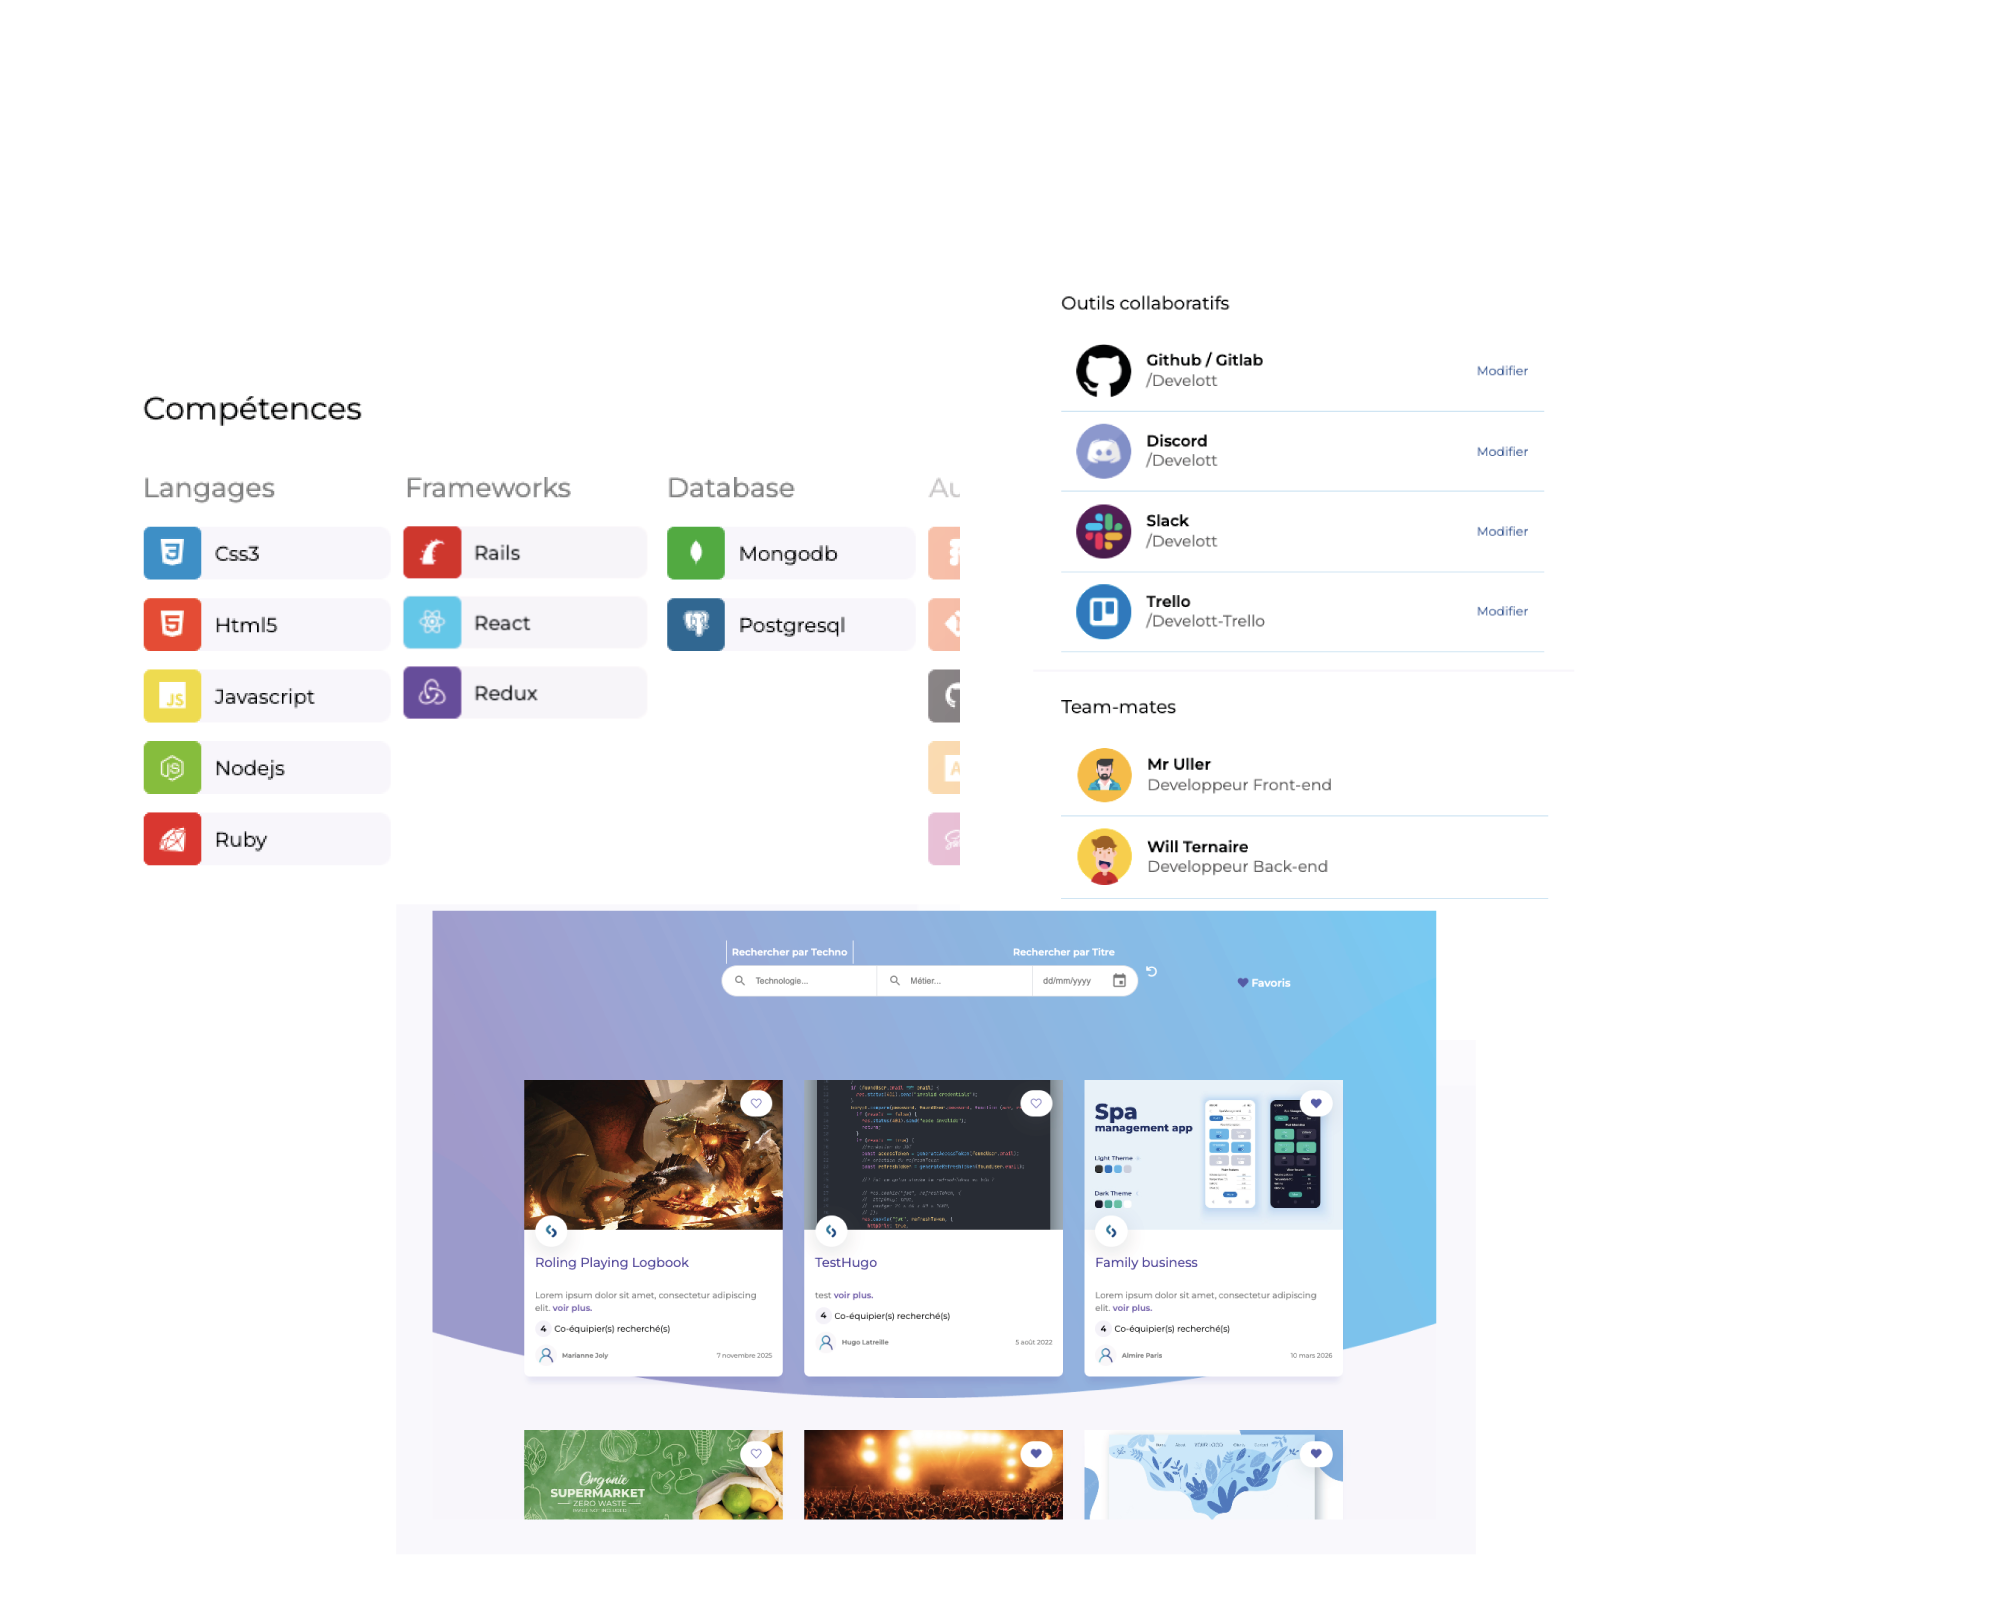 Outils collaboratifs
Github / Gitlab
/Develott
Modifier
Discord
/Develott
Modifier
Slack
/Develott
Modifier
Trello
/Develott-Trello
Modifier
Team-mates
Mr Uller
Developpeur Front-end
Will Ternaire
Developpeur Back-end
Compétences
Langages
Css3
Html5
Javascript
Nodejs
Ruby
Frameworks
Rails
React
Redux
Database
Mongodb
Postgresql
Au
Rechercher par Techno
Rechercher par Titre
Technologie...
Métier...
dd/mm/yyyy
Favoris
Spa
management app
Light Theme
Dark Theme
Roling Playing Logbook
Lorem ipsum dolor sit amet, consectetur adipiscing
elit. voir plus.
4 Co-équipier(s) recherché(s)
Marianne Joly
7 novembre 2025
TestHugo
test voir plus.
4 Co-équipier(s) recherché(s)
Hugo Latreille
5 août 2022
Family business
Lorem ipsum dolor sit amet, consectetur adipiscing
elit. voir plus.
4 Co-équipier(s) recherché(s)
Almire Paris
10 mars 2026
Organic
SUPERMARKET
ZERO WASTE